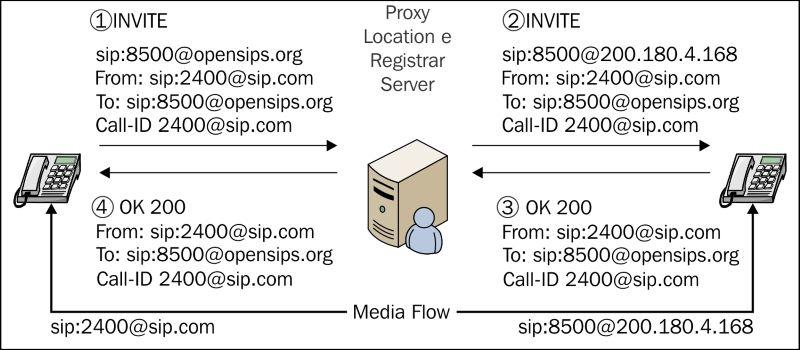 ①INVITE
sip:8500@opensips.org
From: sip:2400@sip.com
To: sip:8500@opensips.org
Call-ID 2400@sip.com
Proxy
Location e
Registrar
Server
②INVITE
sip:8500@200.180.4.168
From: sip:2400@sip.com
To: sip:8500@opensips.org
Call-ID 2400@sip.com
④ OK 200
From: sip:2400@sip.com
To: sip:8500@opensips.org
Call-ID 2400@sip.com
③ OK 200
From: sip:2400@sip.com
To: sip:8500@opensips.org
Call-ID 2400@sip.com
Media Flow
sip:2400@sip.com
sip:8500@200.180.4.168